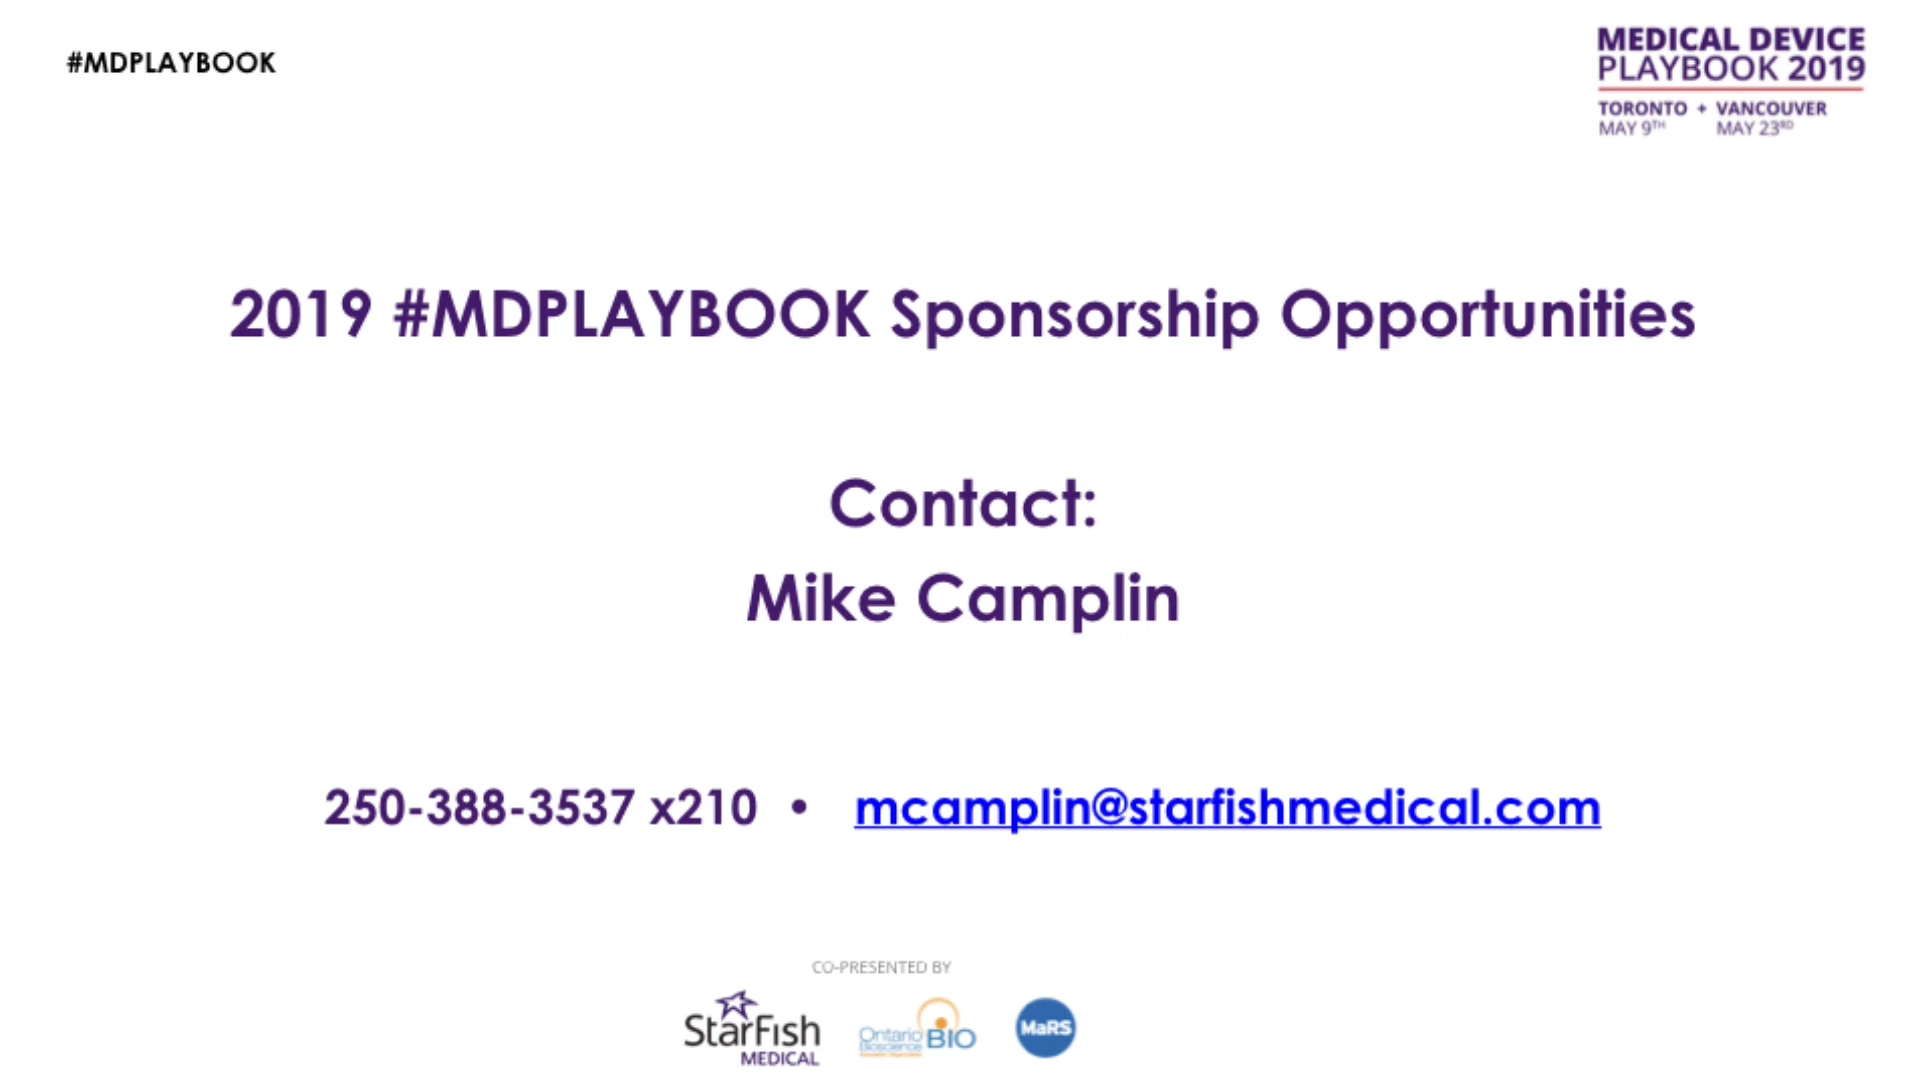 #MDPLAYBOOK
MEDICAL DEVICE
PLAYBOOK 2019
TORONTO + VANCOUVER
MAY 9TH MAY 23RD
2019 #MDPLAYBOOK Sponsorship Opportunities
Contact:
Mike Camplin
250-388-3537 x210 • mcamplin@starfishmedical.com
CO-PRESENTED BY
StarFish
MEDICAL
Ontario
Bioscience
BIO
MaRS